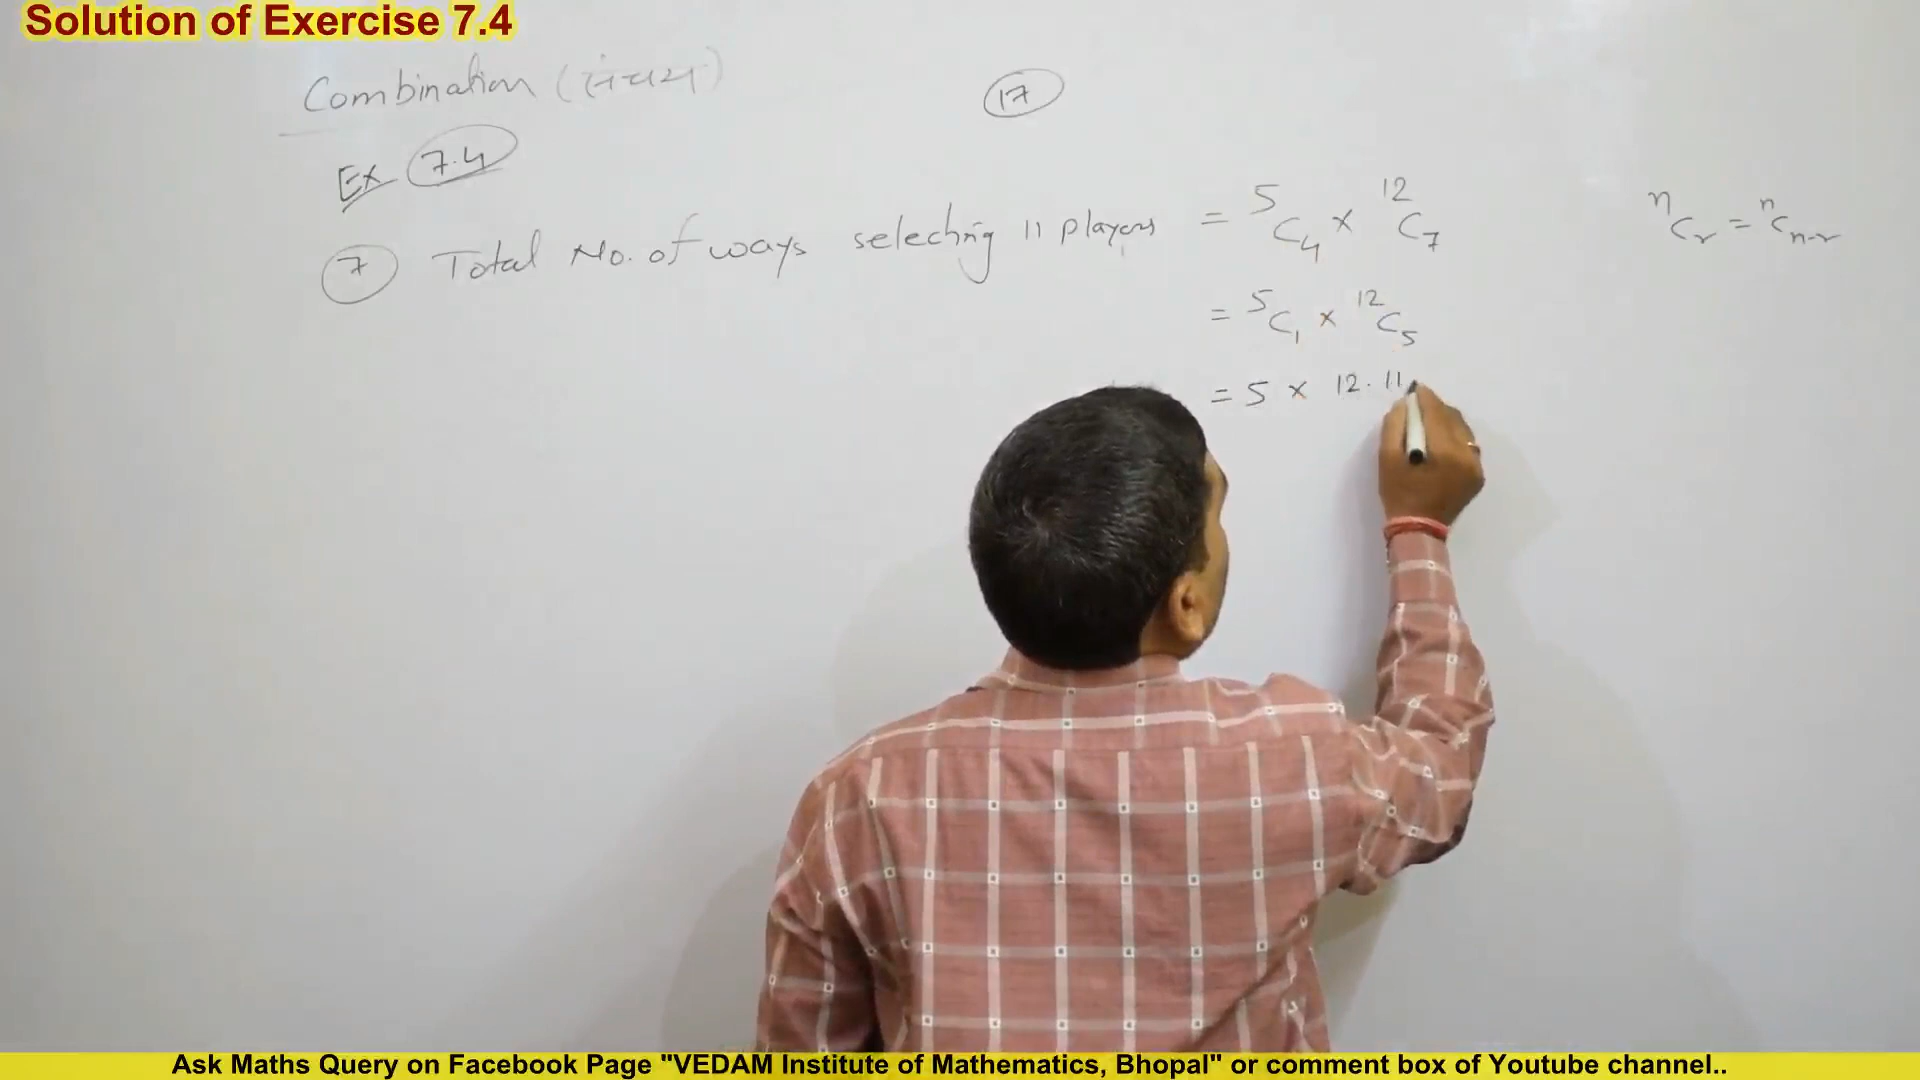 Solution of Exercise 7.4
Combination (संचय)
17
Ex 7.4
7 Total No. of ways selecting 11 players = ⁵C₄ × ¹²C₇
ⁿCᵣ = ⁿCₙ₋ᵣ
= ⁵C₁ × ¹²C₅
= 5 × 12. 11
Ask Maths Query on Facebook Page "VEDAM Institute of Mathematics, Bhopal" or comment box of Youtube channel..